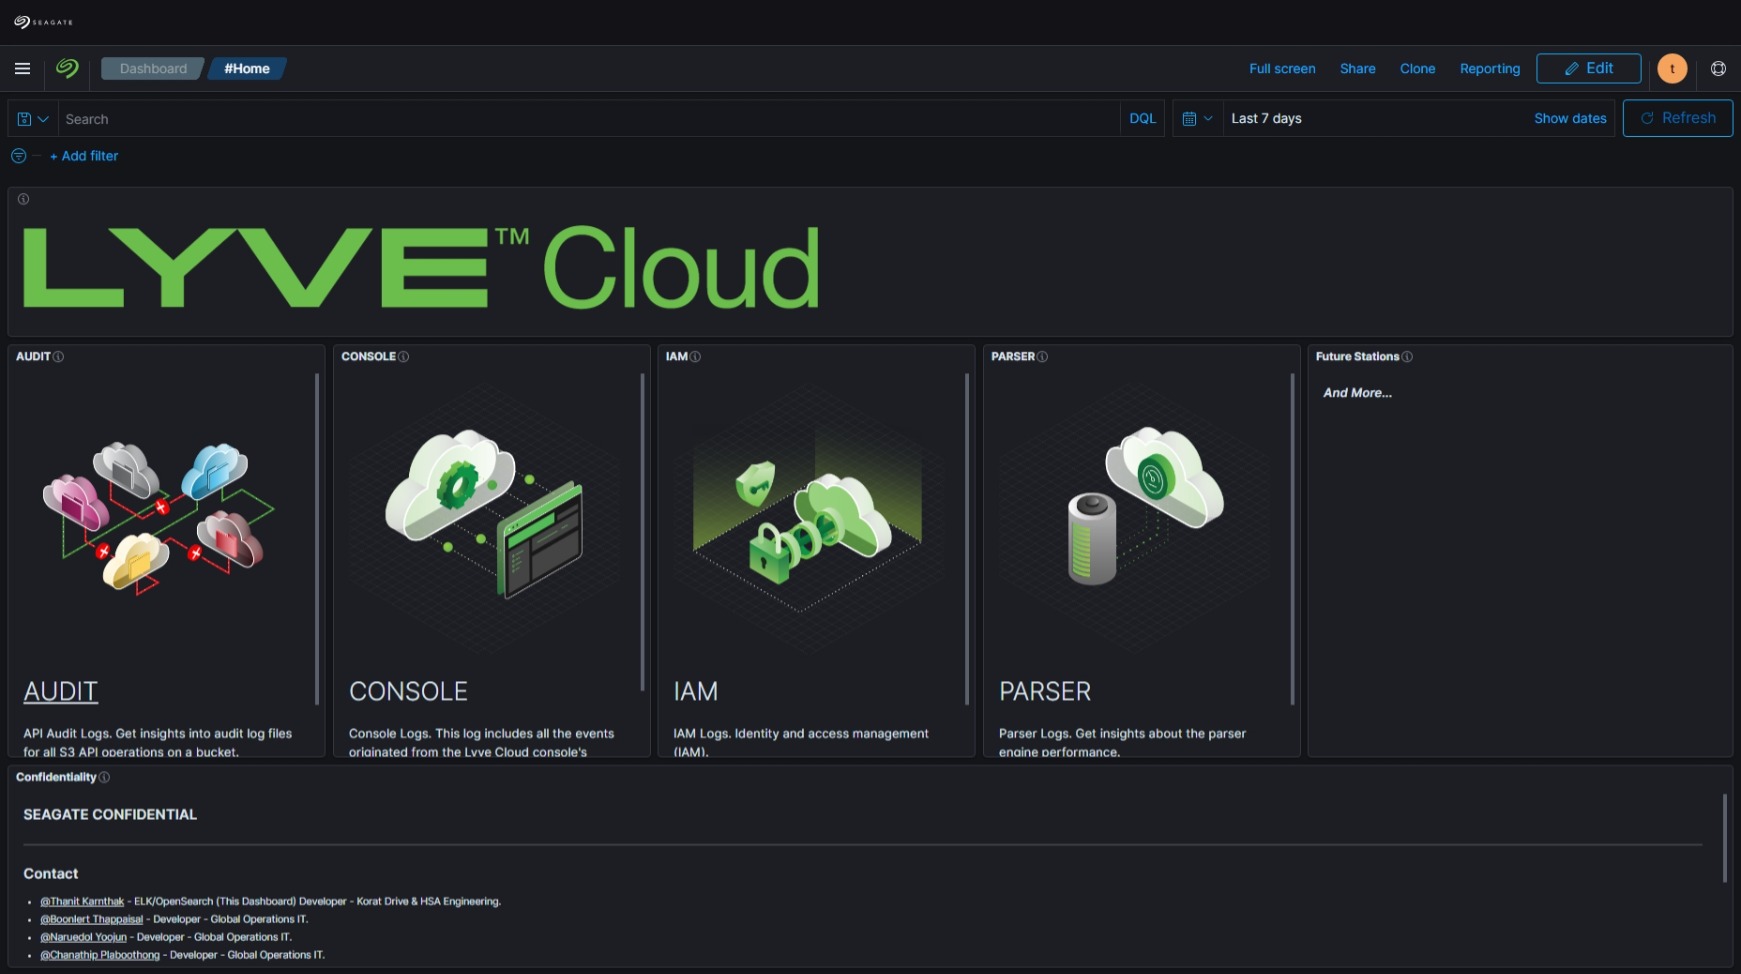 SEAGATE
Dashboard
#Home
Full screen
Share
Clone
Reporting
Edit
t
Search
DQL
Last 7 days
Show dates
Refresh
+ Add filter
LYVE™ Cloud
AUDIT
CONSOLE
IAM
PARSER
Future Stations
And More...
AUDIT
API Audit Logs. Get insights into audit log files
for all S3 API operations on a bucket.
CONSOLE
Console Logs. This log includes all the events
originated from the Lyve Cloud console's
IAM
IAM Logs. Identity and access management
(IAM).
PARSER
Parser Logs. Get insights about the parser
engine performance.
Confidentiality
SEAGATE CONFIDENTIAL
Contact
• @Thanit Karnthak - ELK/OpenSearch (This Dashboard) Developer - Korat Drive & HSA Engineering.
• @Boonlert Thappaisal - Developer - Global Operations IT.
• @Naruedol Yoojun - Developer - Global Operations IT.
• @Chanathip Plaboothong - Developer - Global Operations IT.